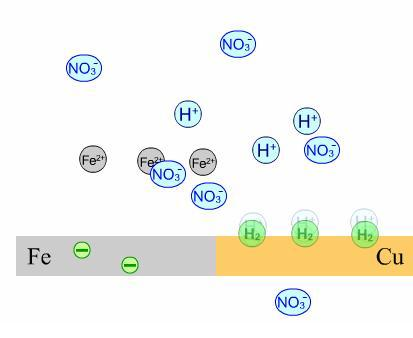 NO₃⁻
NO₃⁻
H⁺
H⁺
H⁺
NO₃⁻
Fe²⁺
Fe²⁺
Fe²⁺
NO₃⁻
NO₃⁻
H₂
H₂
H₂
Fe
Cu
NO₃⁻